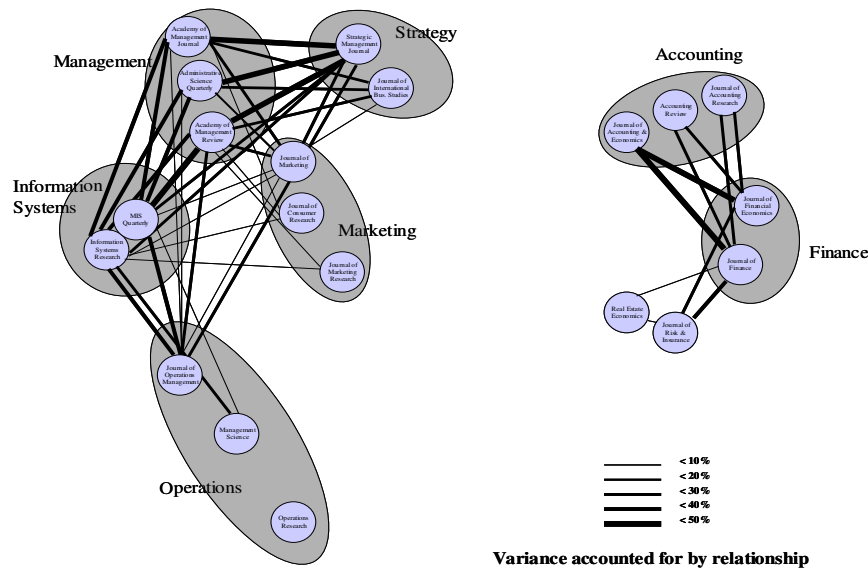 Management
Academy of
Management
Journal
Administrative
Science
Quarterly
Academy of
Management
Review
Strategy
Strategic
Management
Journal
Journal of
International
Bus. Studies
Information
Systems
MIS
Quarterly
Information
Systems
Research
Marketing
Journal of
Marketing
Journal of
Consumer
Research
Journal of
Marketing
Research
Operations
Journal of
Operations
Management
Management
Science
Operations
Research
Accounting
Journal of
Accounting &
Economics
Accounting
Review
Journal of
Accounting
Research
Finance
Journal of
Financial
Economics
Journal of
Finance
Real Estate
Economics
Journal of
Risk &
Insurance
<10%
<20%
<30%
<40%
<50%
Variance accounted for by relationship